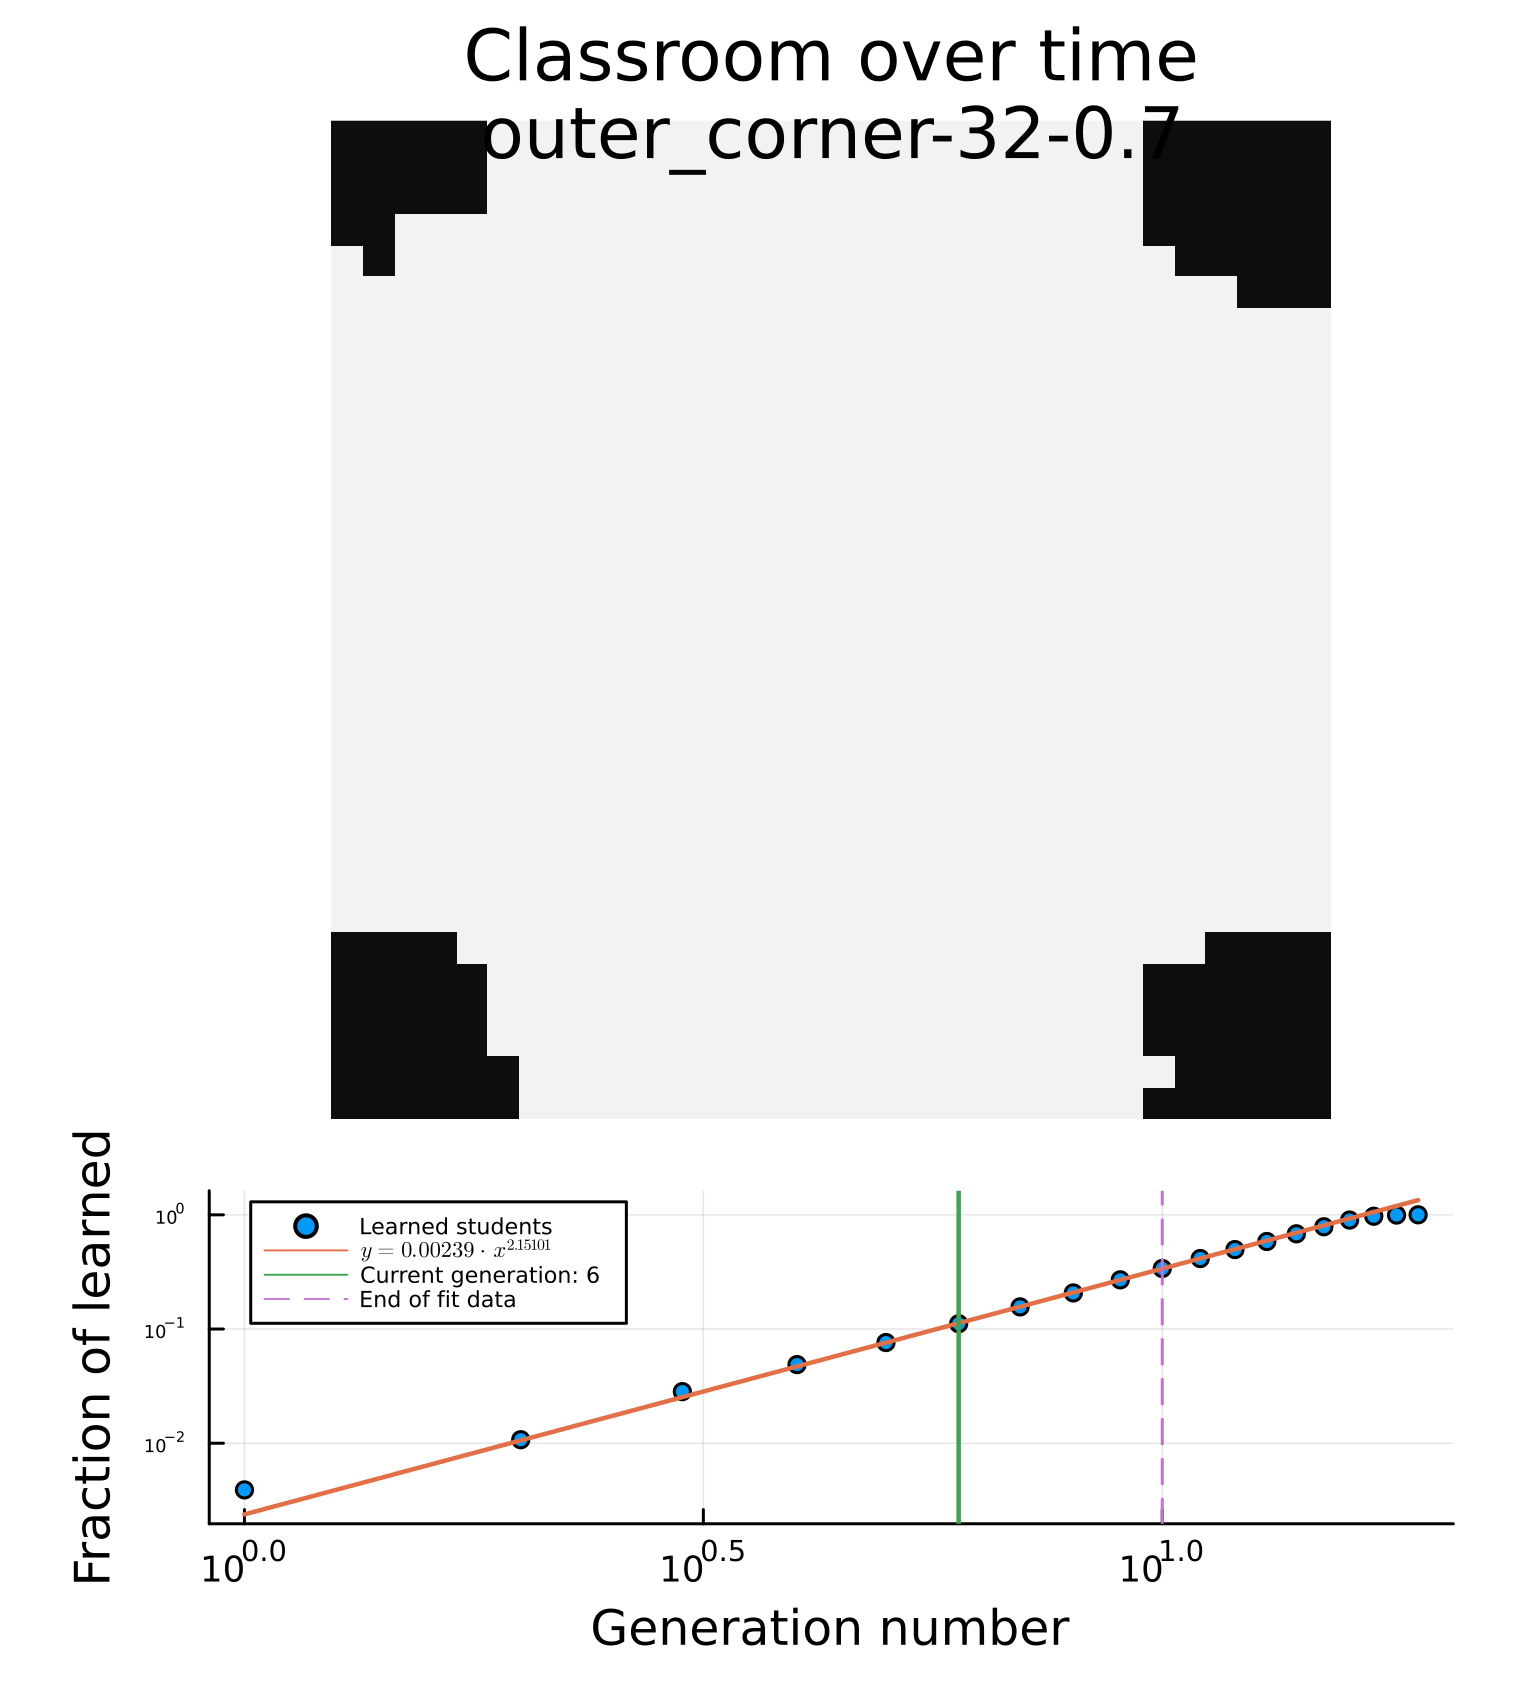 Classroom over time
outer_corner-32-0.7
Fraction of learned
10^0
10^−1
10^−2
Learned students
y = 0.00239 · x^2.15101
Current generation: 6
End of fit data
10^0.0
10^0.5
10^1.0
Generation number